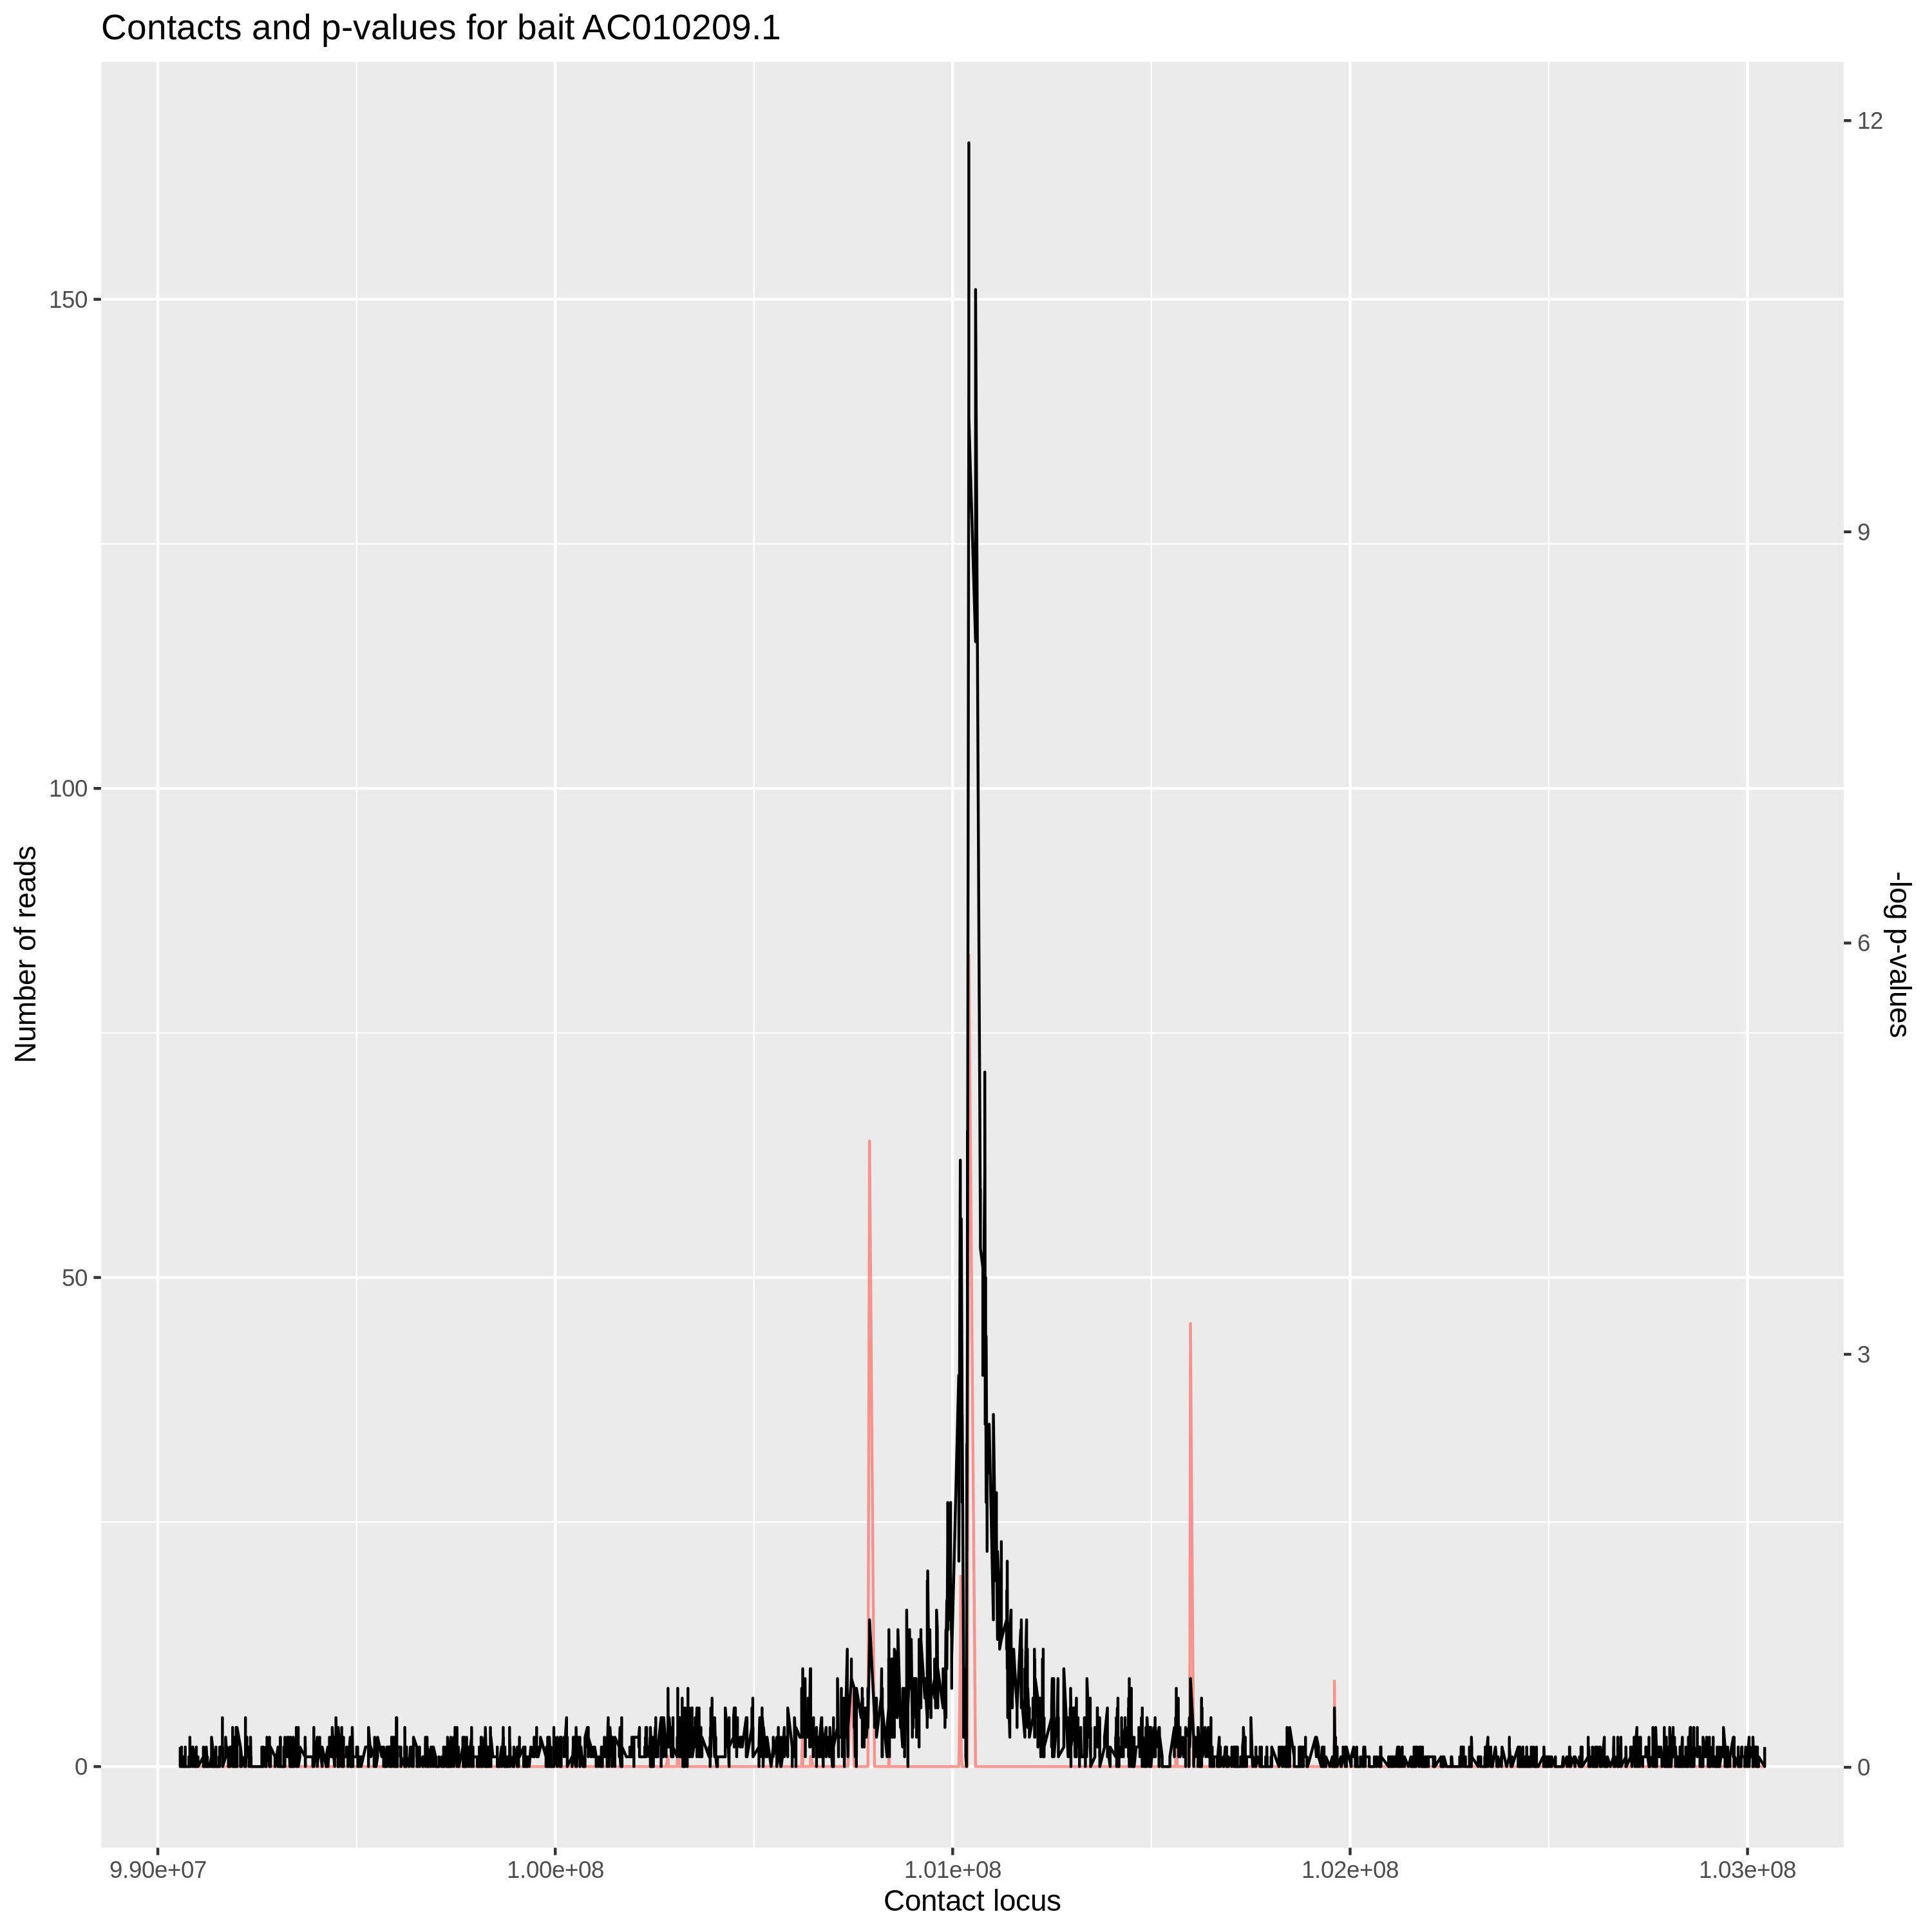 Contacts and p-values for bait AC010209.1
150
100
50
0
Number of reads
12
9
6
3
0
-log p-values
9.90e+07 1.00e+08 1.01e+08 1.02e+08 1.03e+08
Contact locus